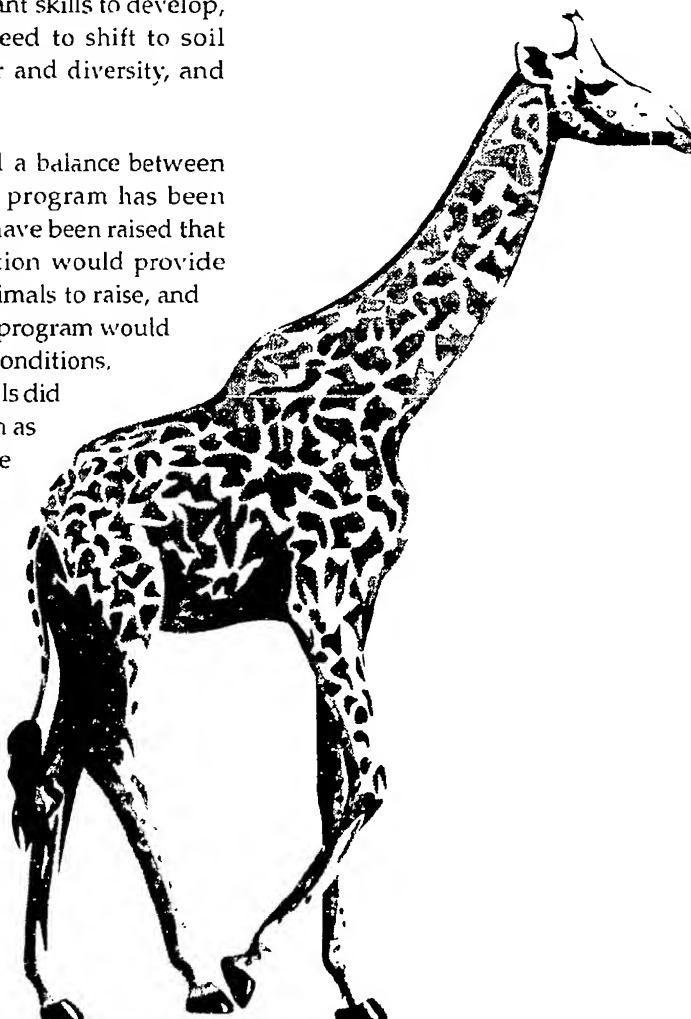 ant skills to develop,
eed to shift to soil
r and diversity, and
l a balance between
program has been
have been raised that
tion would provide
imals to raise, and
program would
onditions.
ls did
n as
e